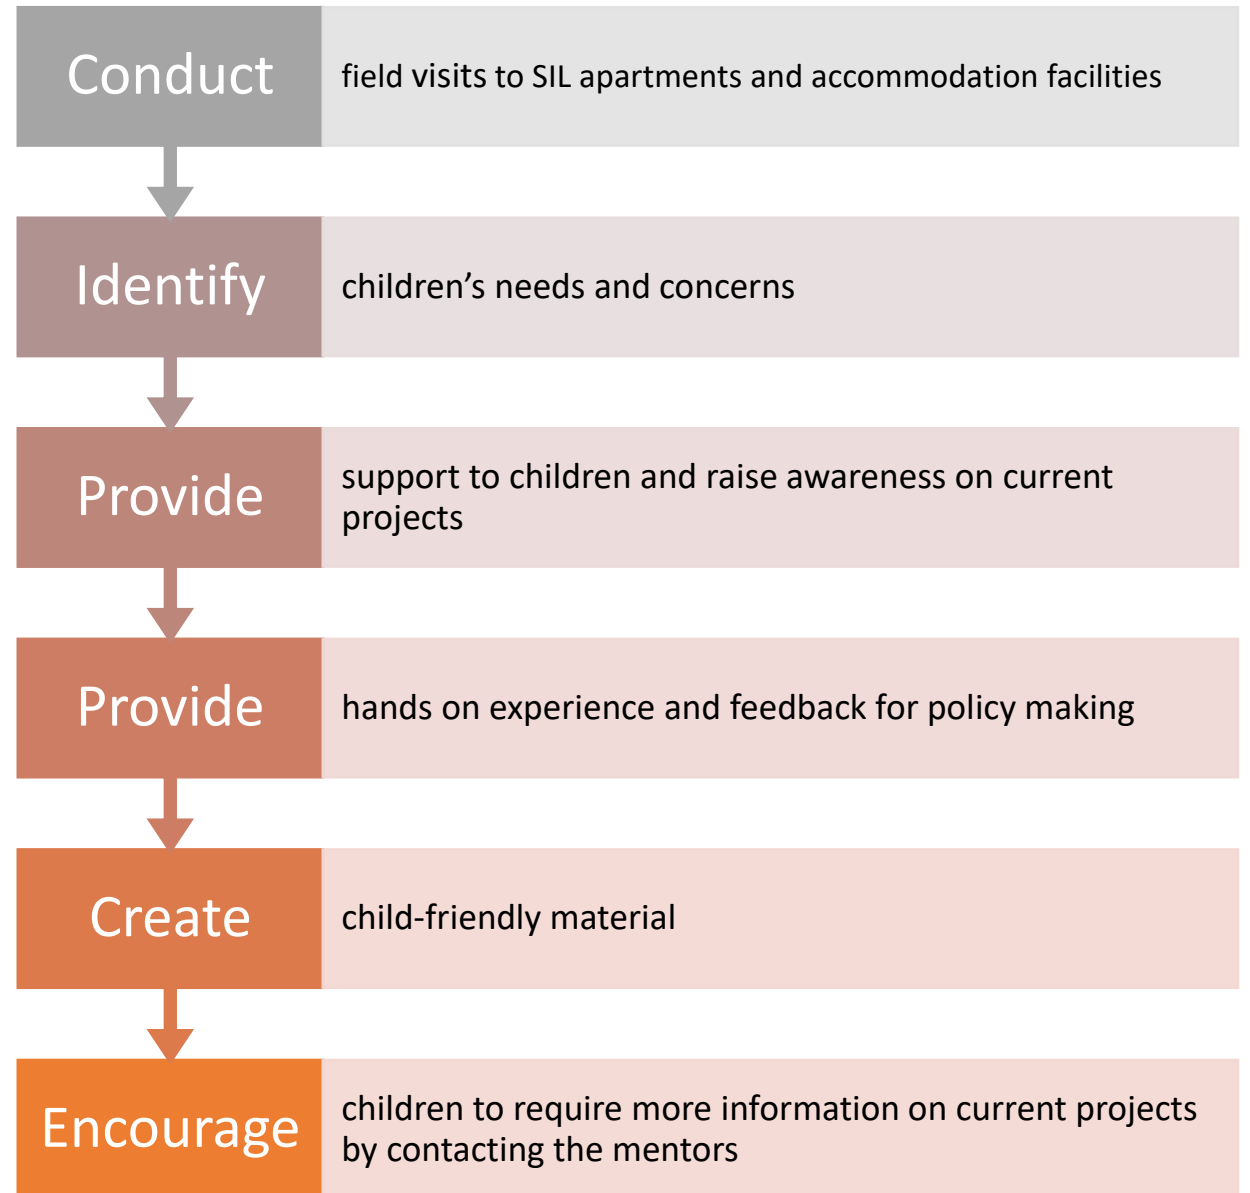 Conduct
field visits to SIL apartments and accommodation facilities
Identify
children’s needs and concerns
Provide
support to children and raise awareness on current
projects
Provide
hands on experience and feedback for policy making
Create
child-friendly material
Encourage
children to require more information on current projects
by contacting the mentors